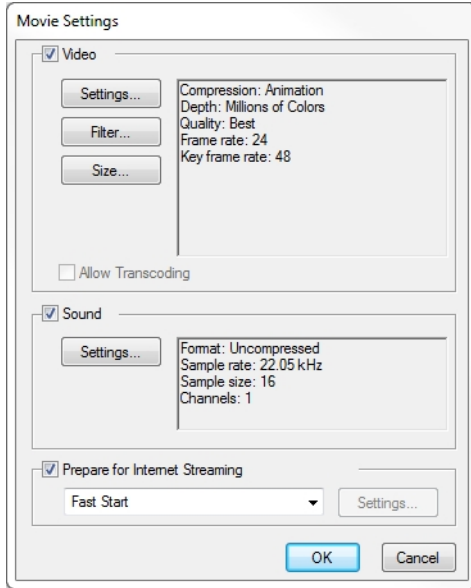 Movie Settings
Video
Settings...
Compression: Animation
Depth: Millions of Colors
Quality: Best
Frame rate: 24
Key frame rate: 48
Filter...
Size...
Allow Transcoding
Sound
Settings...
Format: Uncompressed
Sample rate: 22.05 kHz
Sample size: 16
Channels: 1
Prepare for Internet Streaming
Fast Start
Settings...
OK
Cancel